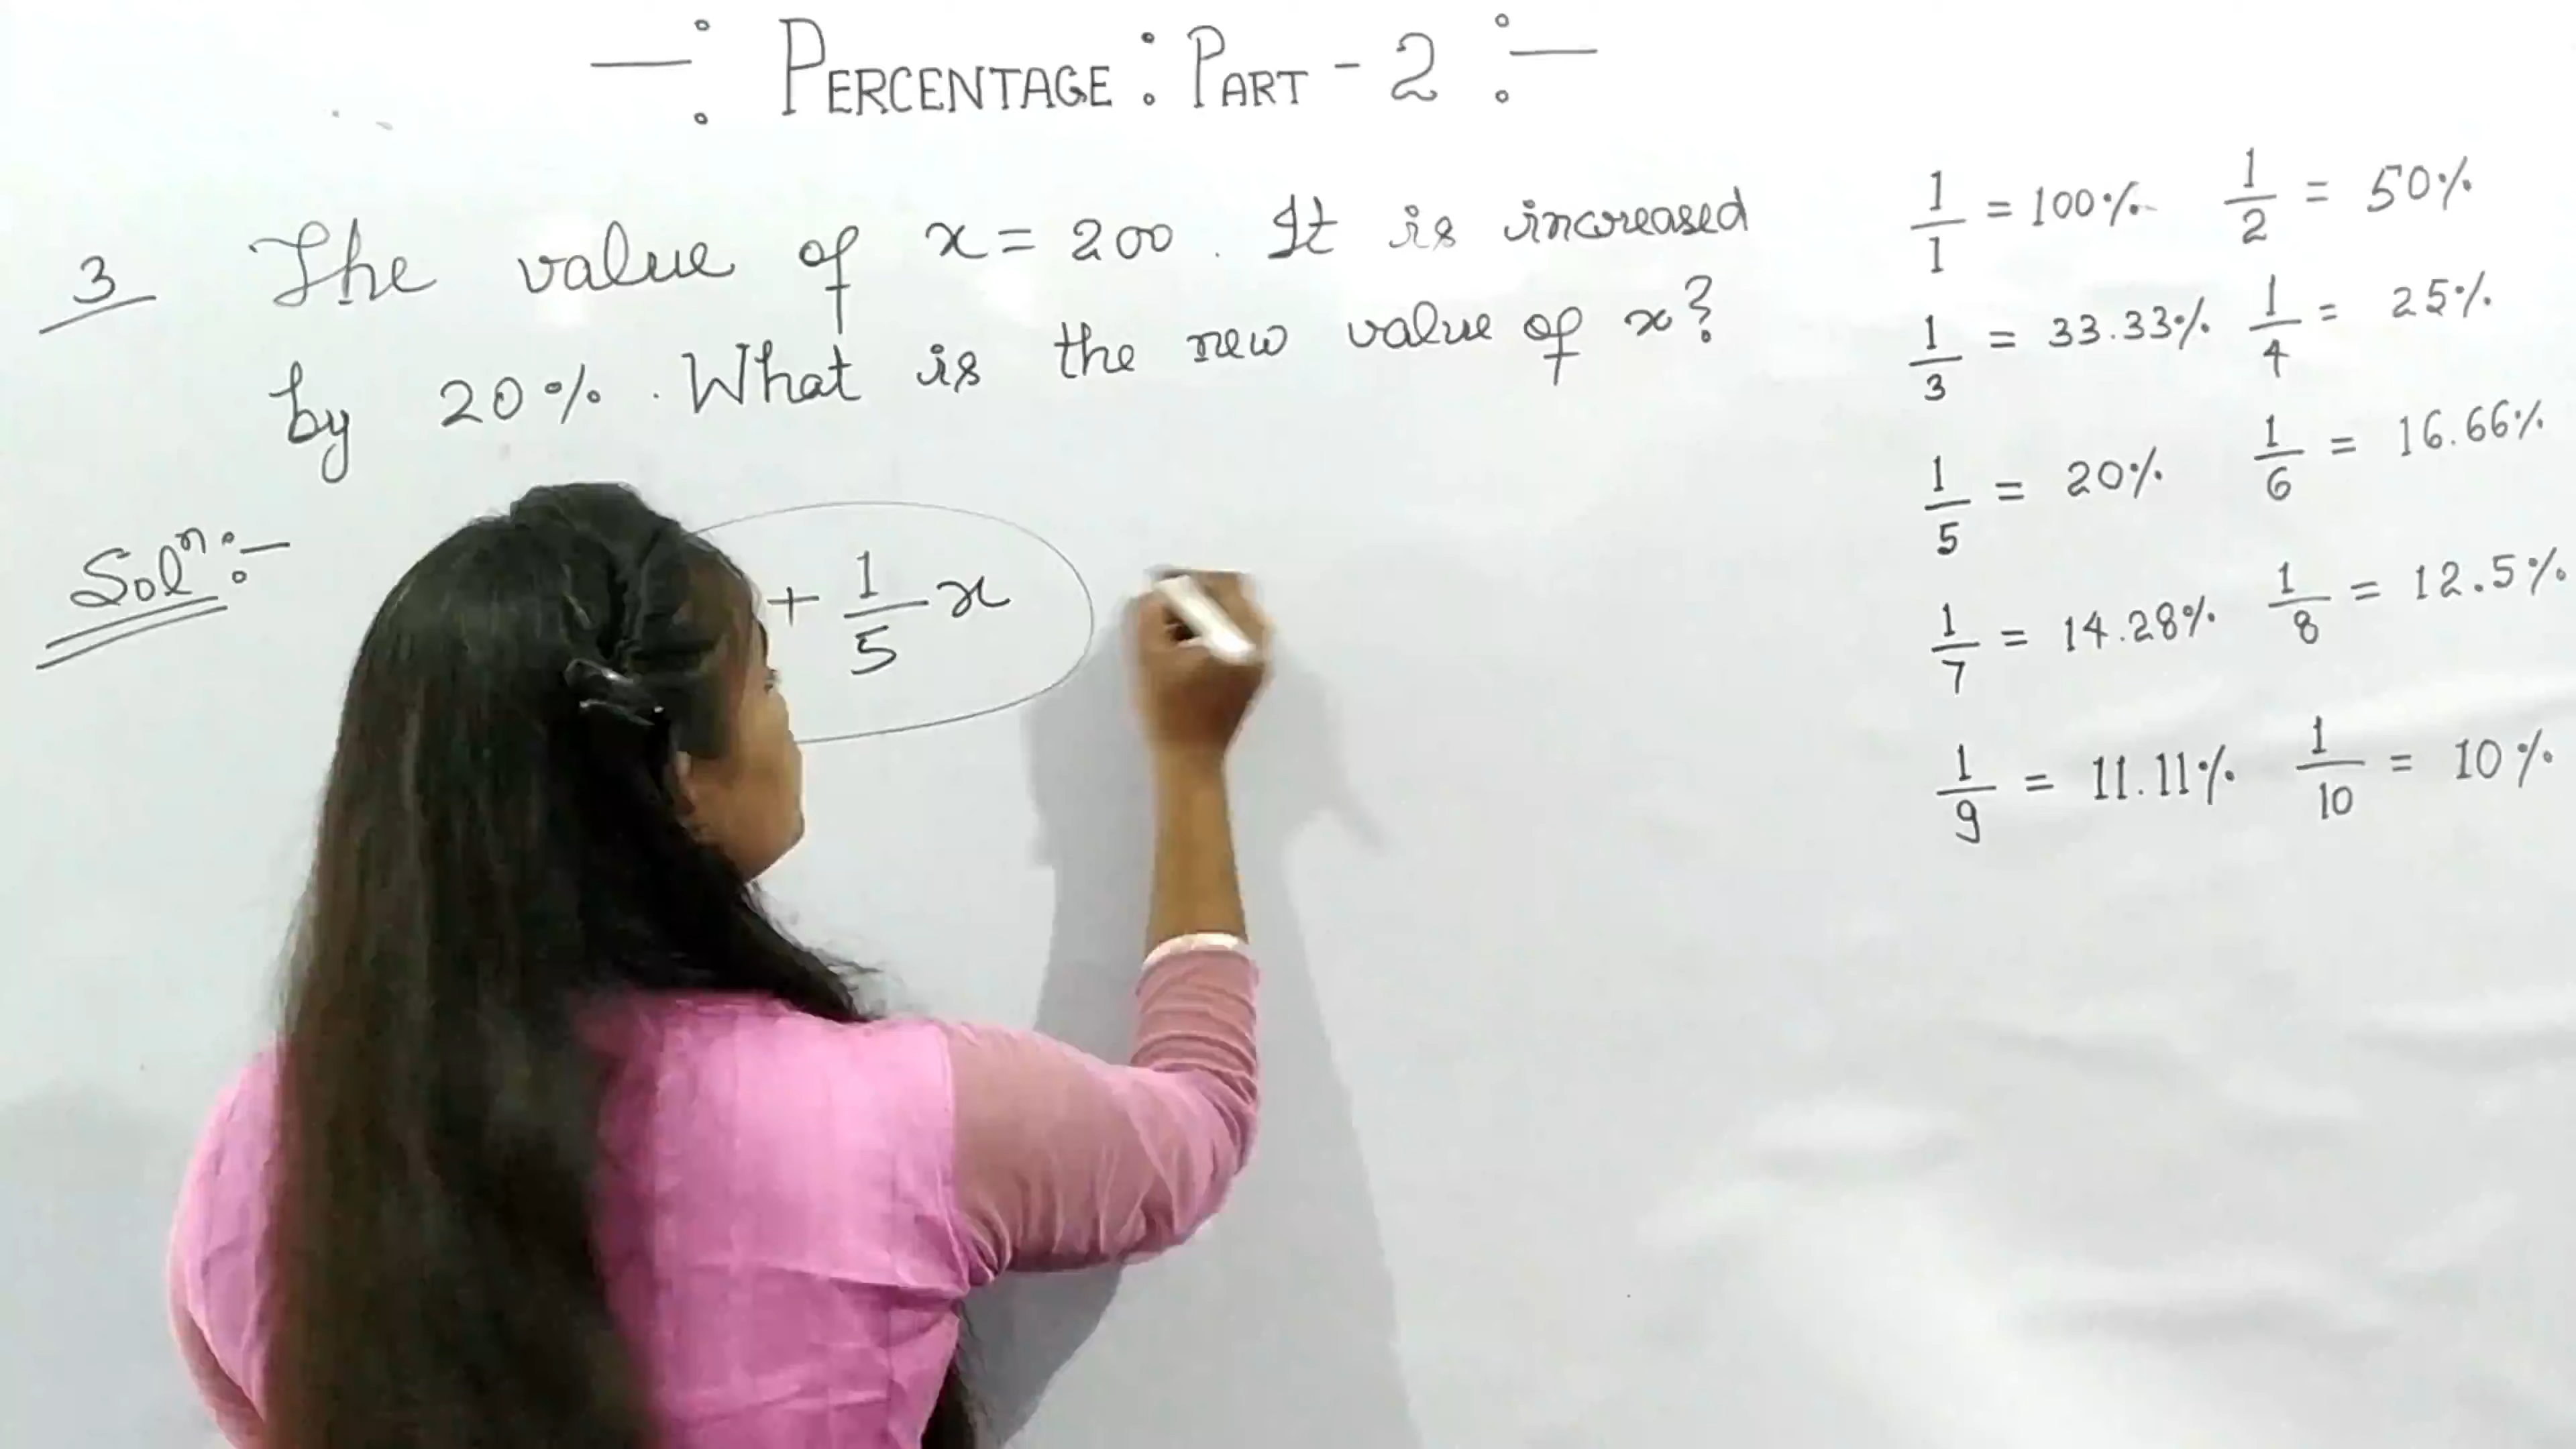 -: PERCENTAGE : PART - 2 :-
3 The value of x = 200. It is increased
by 20%. What is the new value of x?
Solⁿ:-
+ 1/5 x
1/1 = 100% 1/2 = 50%
1/3 = 33.33% 1/4 = 25%
1/5 = 20% 1/6 = 16.66%
1/7 = 14.28% 1/8 = 12.5%
1/9 = 11.11% 1/10 = 10%